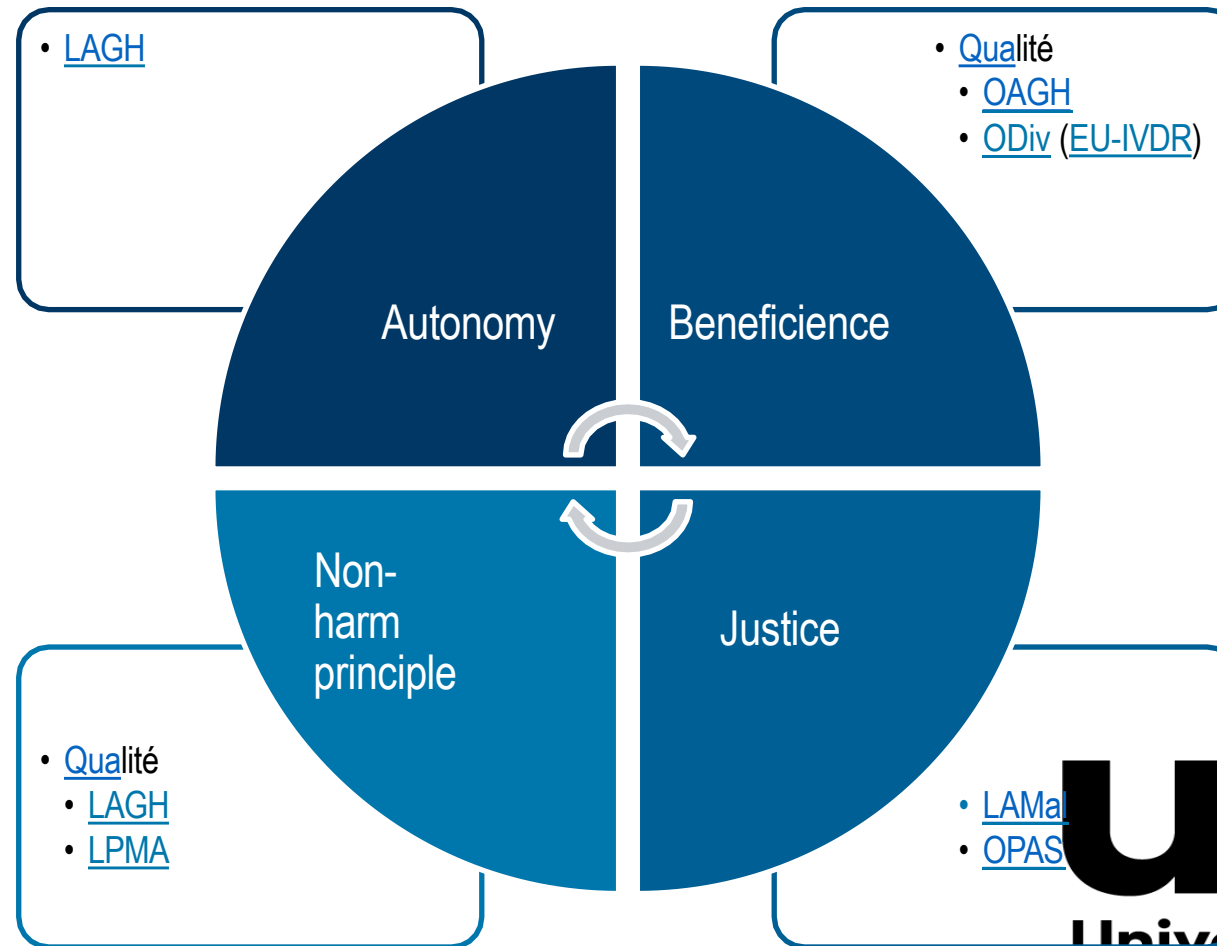 • LAGH
• Qualité
• OAGH
• ODiv (EU-IVDR)
Autonomy
Beneficience
Non-
harm
principle
Justice
• Qualité
• LAGH
• LPMA
• LAMal
• OPAS